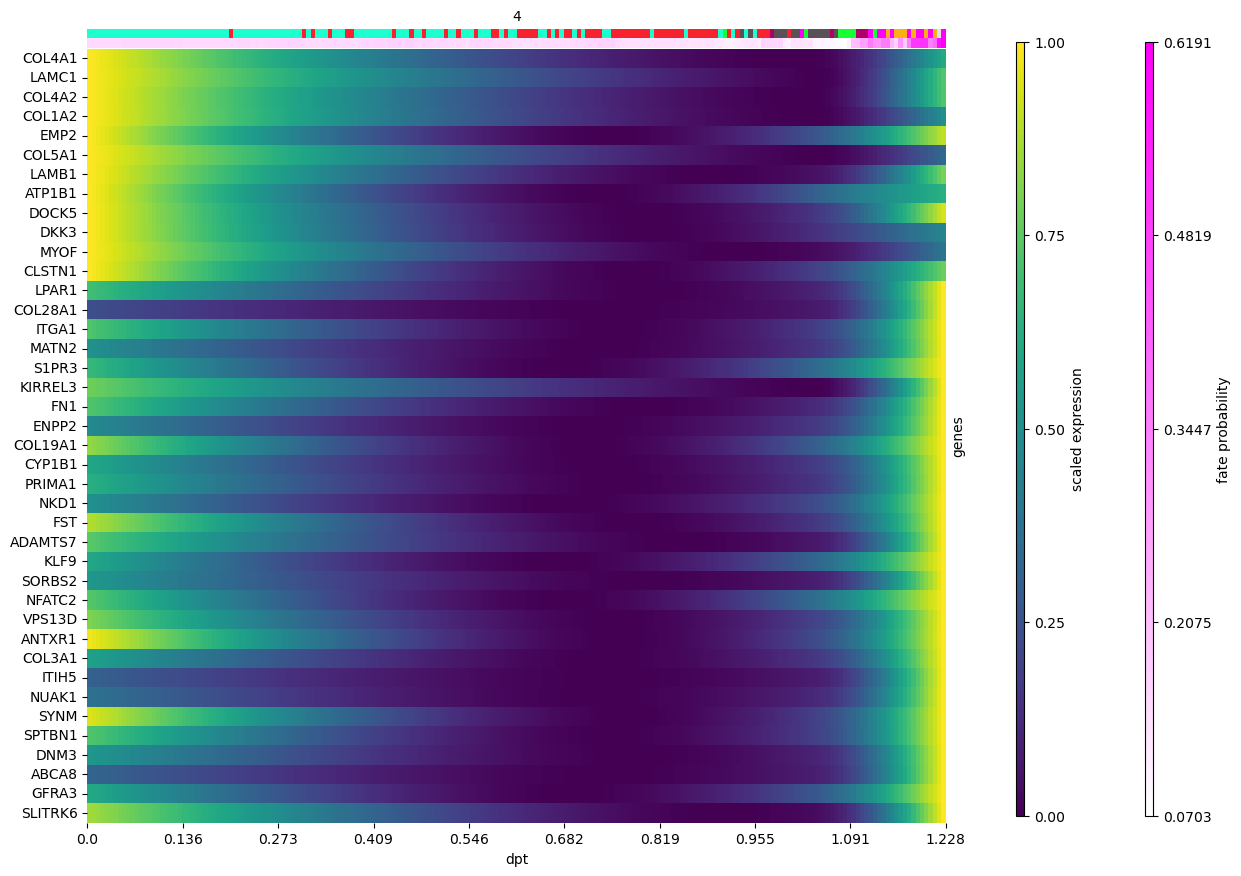 4
COL4A1
LAMC1
COL4A2
COL1A2
EMP2
COL5A1
LAMB1
ATP1B1
DOCK5
DKK3
MYOF
CLSTN1
LPAR1
COL28A1
ITGA1
MATN2
S1PR3
KIRREL3
FN1
ENPP2
COL19A1
CYP1B1
PRIMA1
NKD1
FST
ADAMTS7
KLF9
SORBS2
NFATC2
VPS13D
ANTXR1
COL3A1
ITIH5
NUAK1
SYNM
SPTBN1
DNM3
ABCA8
GFRA3
SLITRK6
0.0 0.136 0.273 0.409 0.546 0.682 0.819 0.955 1.091 1.228
dpt
genes
1.00
0.75
0.50
0.25
0.00
scaled expression
0.6191
0.4819
0.3447
0.2075
0.0703
fate probability